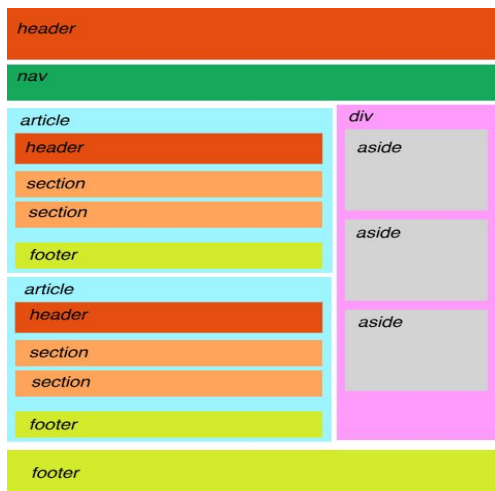 header
nav
article
header
section
section
footer
article
header
section
section
footer
div
aside
aside
aside
footer